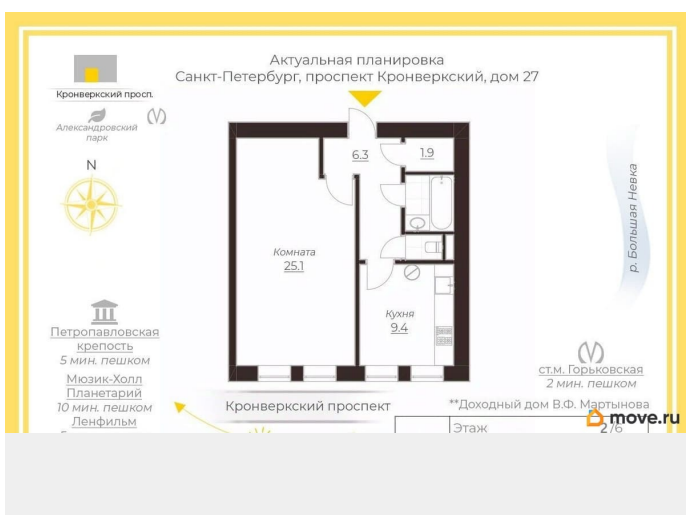 Актуальная планировка
Санкт-Петербург, проспект Кронверкский, дом 27
Кронверкский просп.
Александровский
парк
N
6.3
1.9
Комната
25.1
Кухня
9.4
р. Большая Невка
Петропавловская
крепость
5 мин. пешком
Мюзик-Холл
Планетарий
10 мин. пешком
Ленфильм
ст.м. Горьковская
2 мин. пешком
Кронверкский проспект
**Доходный дом В.Ф. Мартынова
move.ru
Этаж
2/6